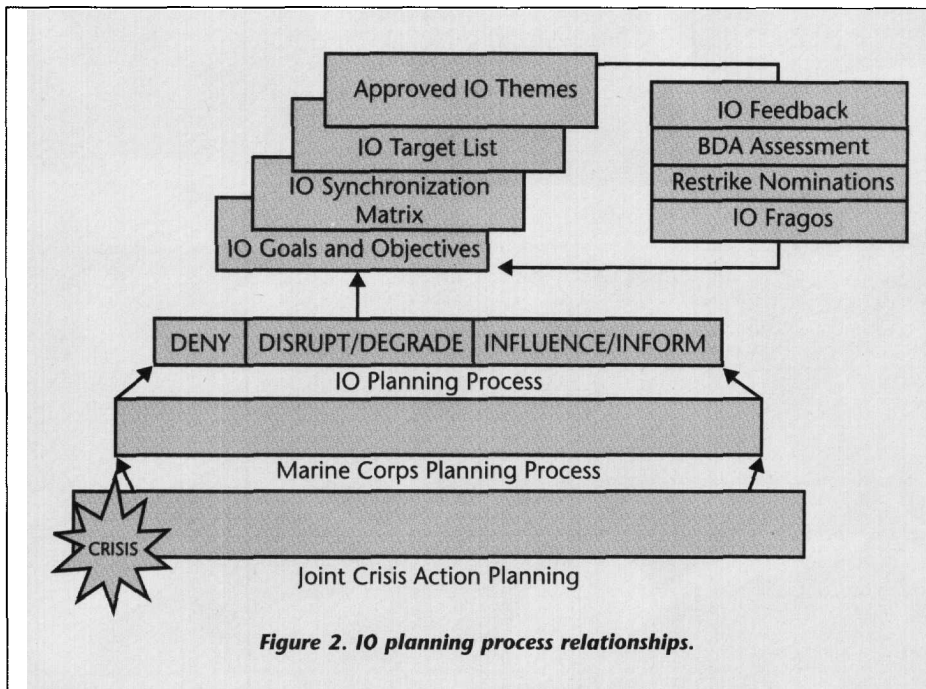 Approved IO Themes
IO Target List
IO Synchronization
Matrix
IO Goals and Objectives
IO Feedback
BDA Assessment
Restrike Nominations
IO Fragos
DENY
DISRUPT/DEGRADE
INFLUENCE/INFORM
IO Planning Process
Marine Corps Planning Process
CRISIS
Joint Crisis Action Planning
Figure 2. IO planning process relationships.